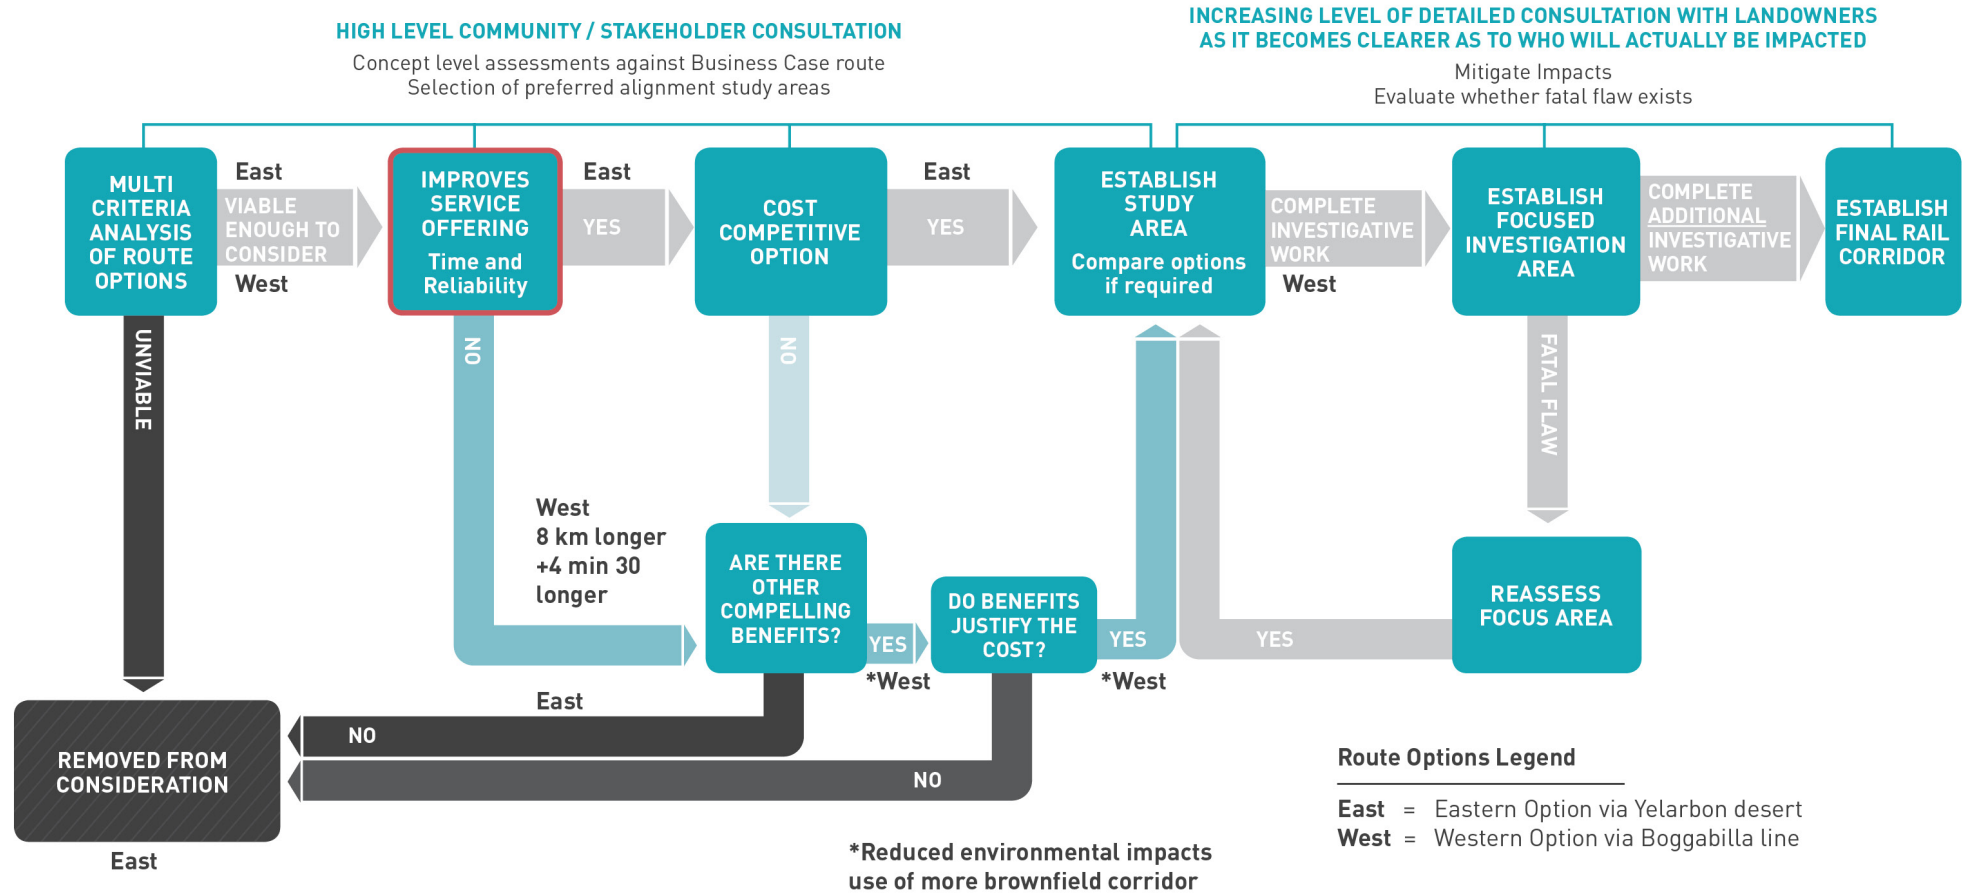 HIGH LEVEL COMMUNITY / STAKEHOLDER CONSULTATION
Concept level assessments against Business Case route
Selection of preferred alignment study areas
INCREASING LEVEL OF DETAILED CONSULTATION WITH LANDOWNERS
AS IT BECOMES CLEARER AS TO WHO WILL ACTUALLY BE IMPACTED
Mitigate Impacts
Evaluate whether fatal flaw exists
MULTI
CRITERIA
ANALYSIS
OF ROUTE
OPTIONS
East
VIABLE
ENOUGH TO
CONSIDER
West
IMPROVES
SERVICE
OFFERING
Time and
Reliability
East
YES
COST
COMPETITIVE
OPTION
East
YES
ESTABLISH
STUDY
AREA
Compare options
if required
COMPLETE
INVESTIGATIVE
WORK
West
ESTABLISH
FOCUSED
INVESTIGATION
AREA
COMPLETE
ADDITIONAL
INVESTIGATIVE
WORK
ESTABLISH
FINAL RAIL
CORRIDOR
UNVIABLE
NO
NO
FATAL FLAW
West
8 km longer
+4 min 30
longer
ARE THERE
OTHER
COMPELLING
BENEFITS?
YES
*West
DO BENEFITS
JUSTIFY THE
COST?
YES
*West
YES
REASSESS
FOCUS AREA
East
NO
NO
REMOVED FROM
CONSIDERATION
East
*Reduced environmental impacts
use of more brownfield corridor
Route Options Legend
East = Eastern Option via Yelarbon desert
West = Western Option via Boggabilla line